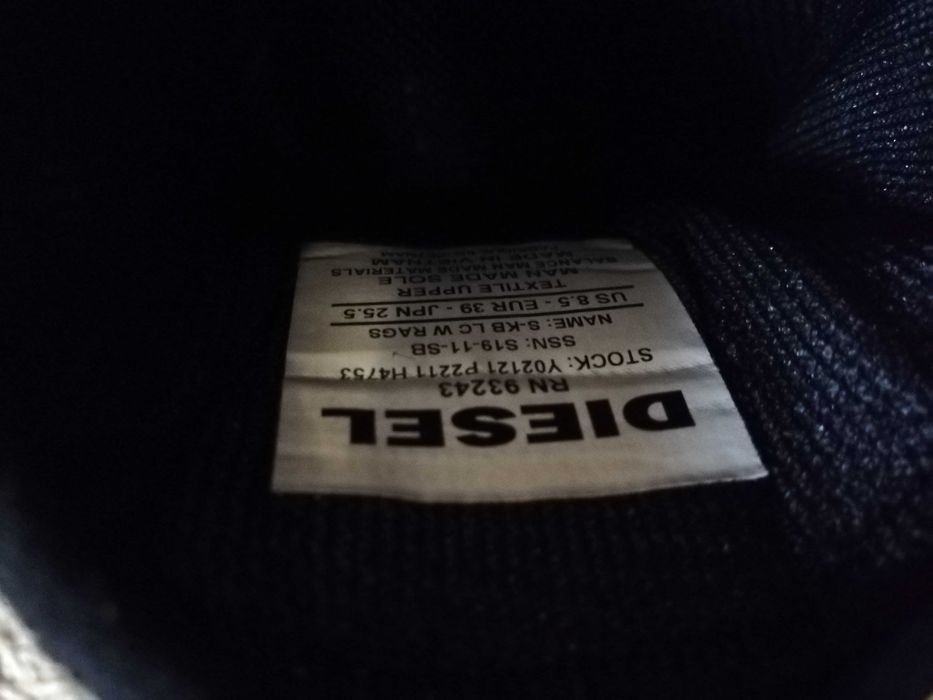 DIESEL
RN 93243
STOCK: Y02121 P2211 H4753
SSN: S19-11-SB
NAME: S-KB LC W RAGS
US 8.5 - EUR 39 - JPN 25.5
TEXTILE UPPER
MAN MADE SOLE
BALANCE MAN MADE MATERIALS
MADE IN VIETNAM